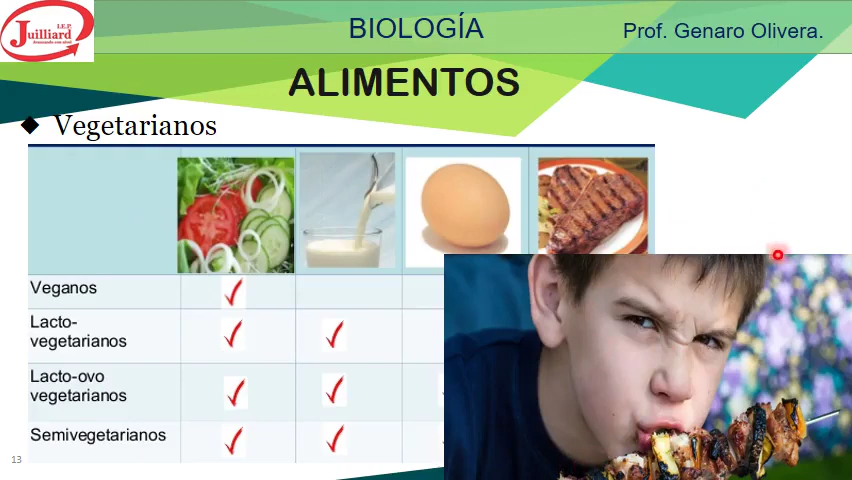 I.E.P.
Juilliard
BIOLOGÍA
Prof. Genaro Olivera.
ALIMENTOS
Vegetarianos
Veganos
Lacto-
vegetarianos
Lacto-ovo
vegetarianos
Semivegetarianos
13